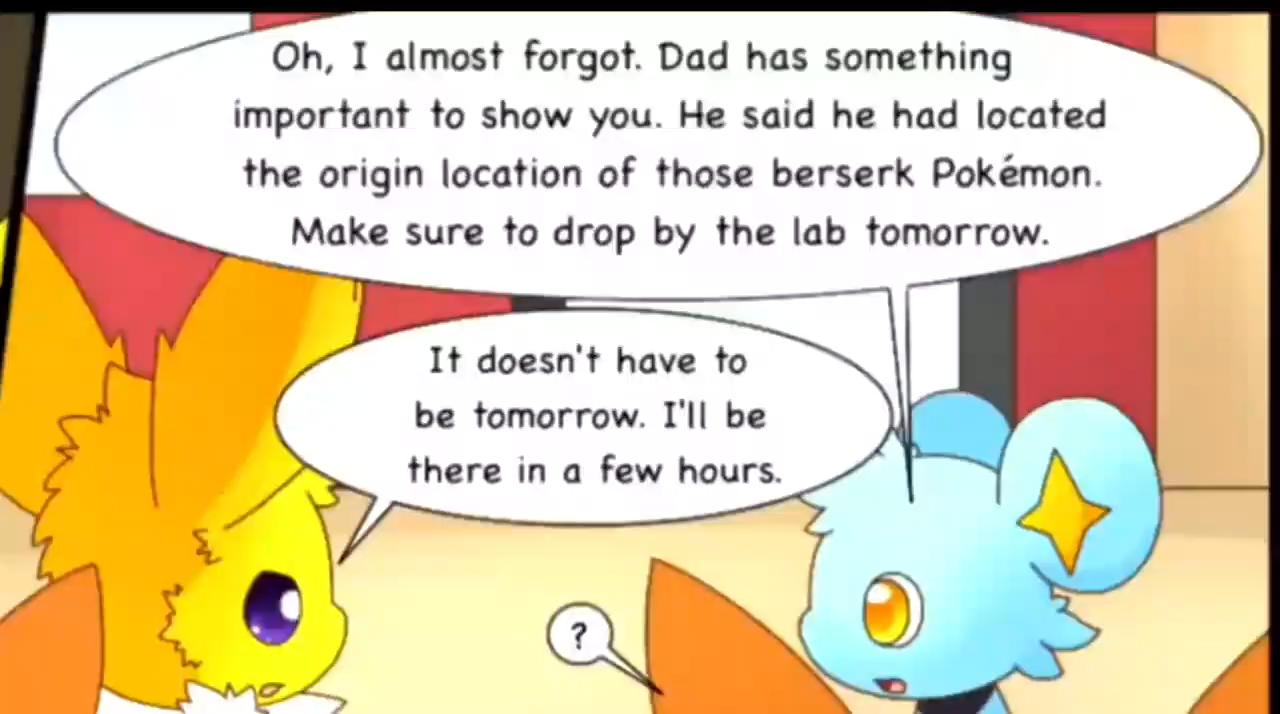 Oh, I almost forgot. Dad has something
important to show you. He said he had located
the origin location of those berserk Pokémon.
Make sure to drop by the lab tomorrow.
It doesn't have to
be tomorrow. I'll be
there in a few hours.
?